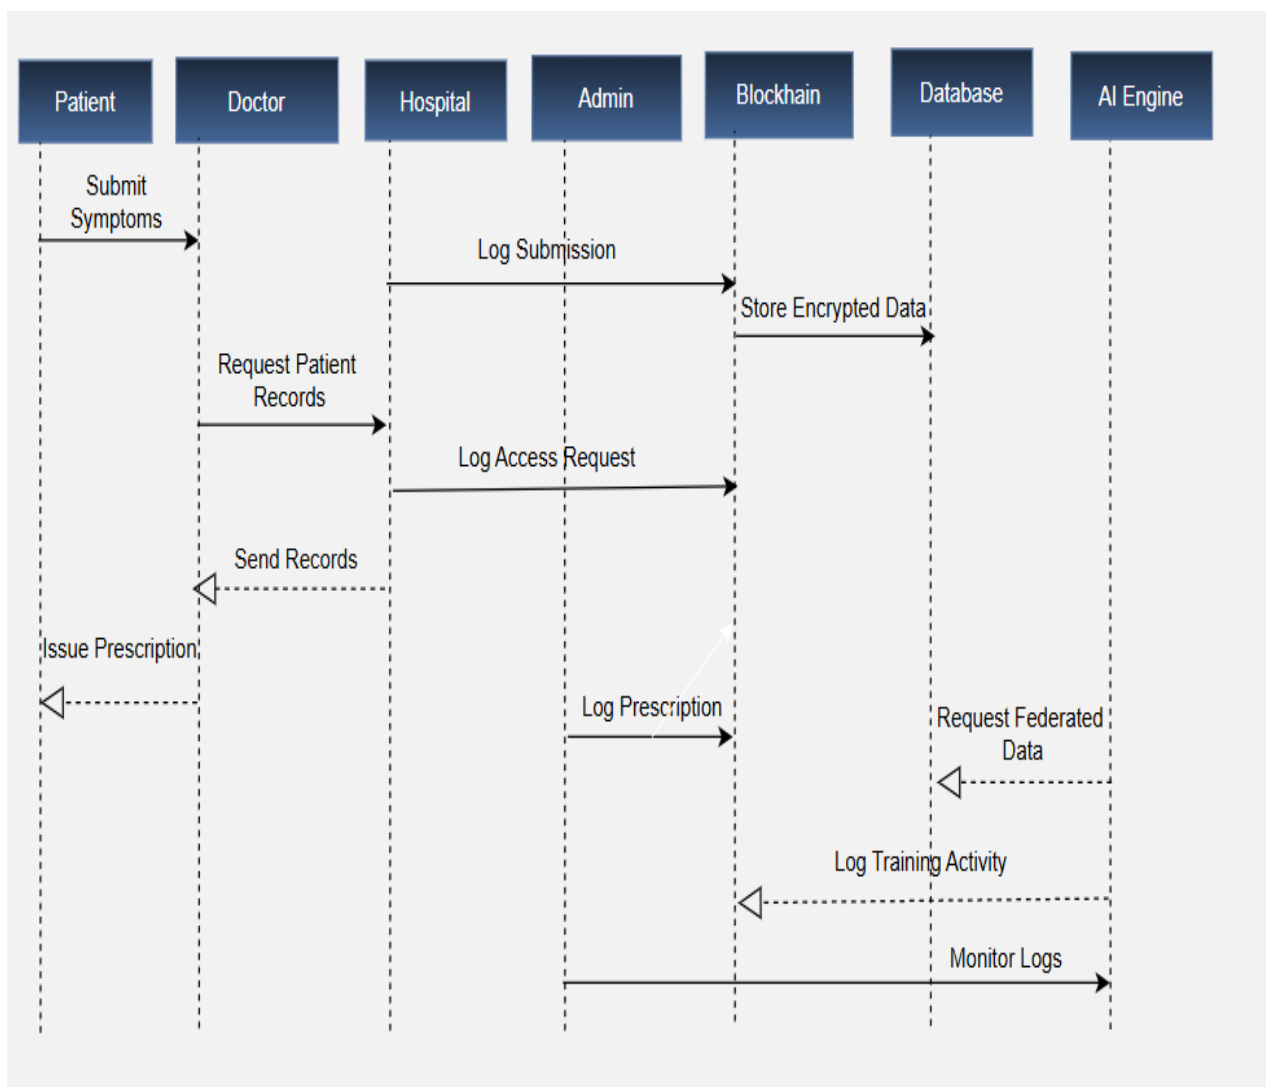 Patient
Doctor
Hospital
Admin
Blockhain
Database
AI Engine
Submit
Symptoms
Log Submission
Store Encrypted Data
Request Patient
Records
Log Access Request
Send Records
Issue Prescription
Log Prescription
Request Federated
Data
Log Training Activity
Monitor Logs